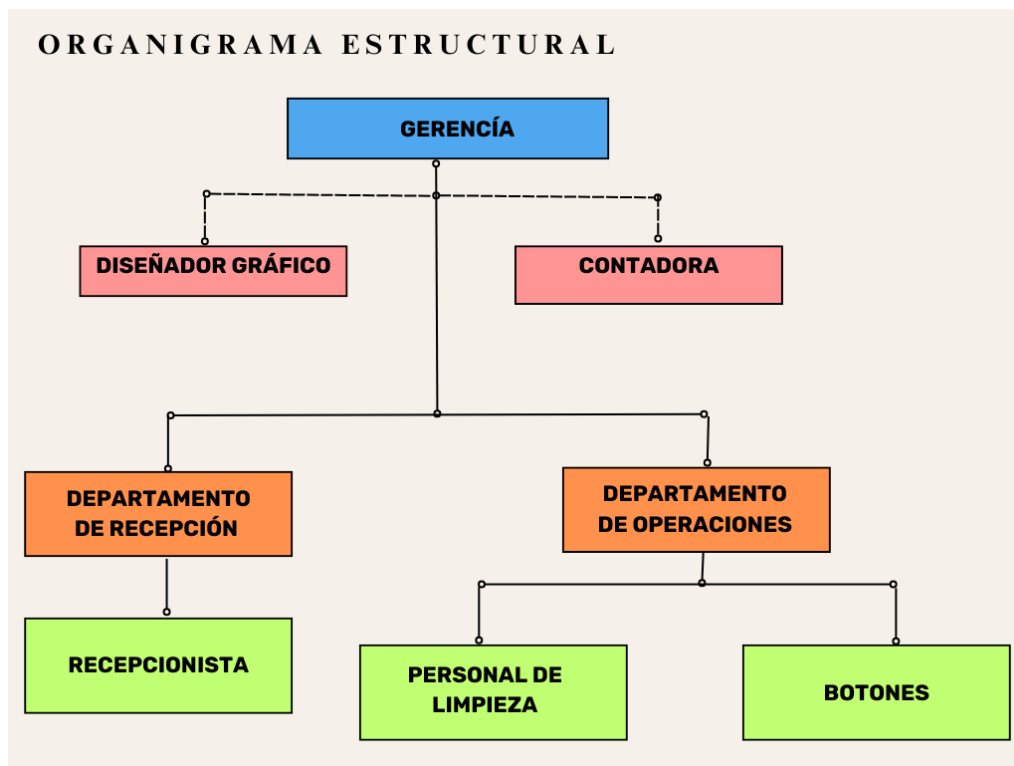 ORGANIGRAMA ESTRUCTURAL
GERENCÍA
DISEÑADOR GRÁFICO
CONTADORA
DEPARTAMENTO
DE RECEPCIÓN
DEPARTAMENTO
DE OPERACIONES
RECEPCIONISTA
PERSONAL DE
LIMPIEZA
BOTONES